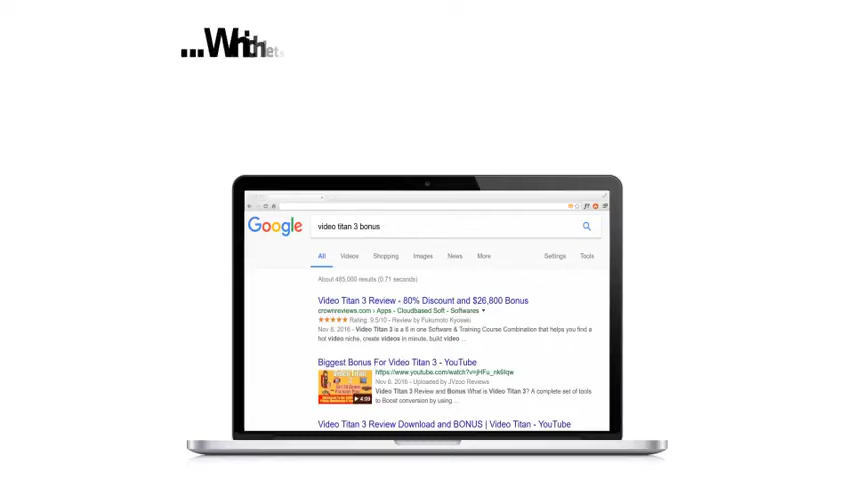 Google
video titan 3 bonus
All Videos Shopping Images News More Settings Tools
About 485,000 results (0.71 seconds)
Video Titan 3 Review - 80% Discount and $26,800 Bonus
crownreviews.com › Apps - Cloudbased Soft - Softwares
Rating: 9.5/10 - Review by Fukumoto Kyosaki
Nov 8, 2016 - Video Titan 3 is a 6 in one Software & Training Course Combination that helps you find a
hot video niche, create videos in minute, build video ...
Biggest Bonus For Video Titan 3 - YouTube
Nov 6, 2016 - Uploaded by JVzoo Reviews
Video Titan 3 Review and Bonus What is Video Titan 3? A complete set of tools
to Boost conversion by using ...
4:09
Video Titan 3 Review Download and BONUS | Video Titan - YouTube